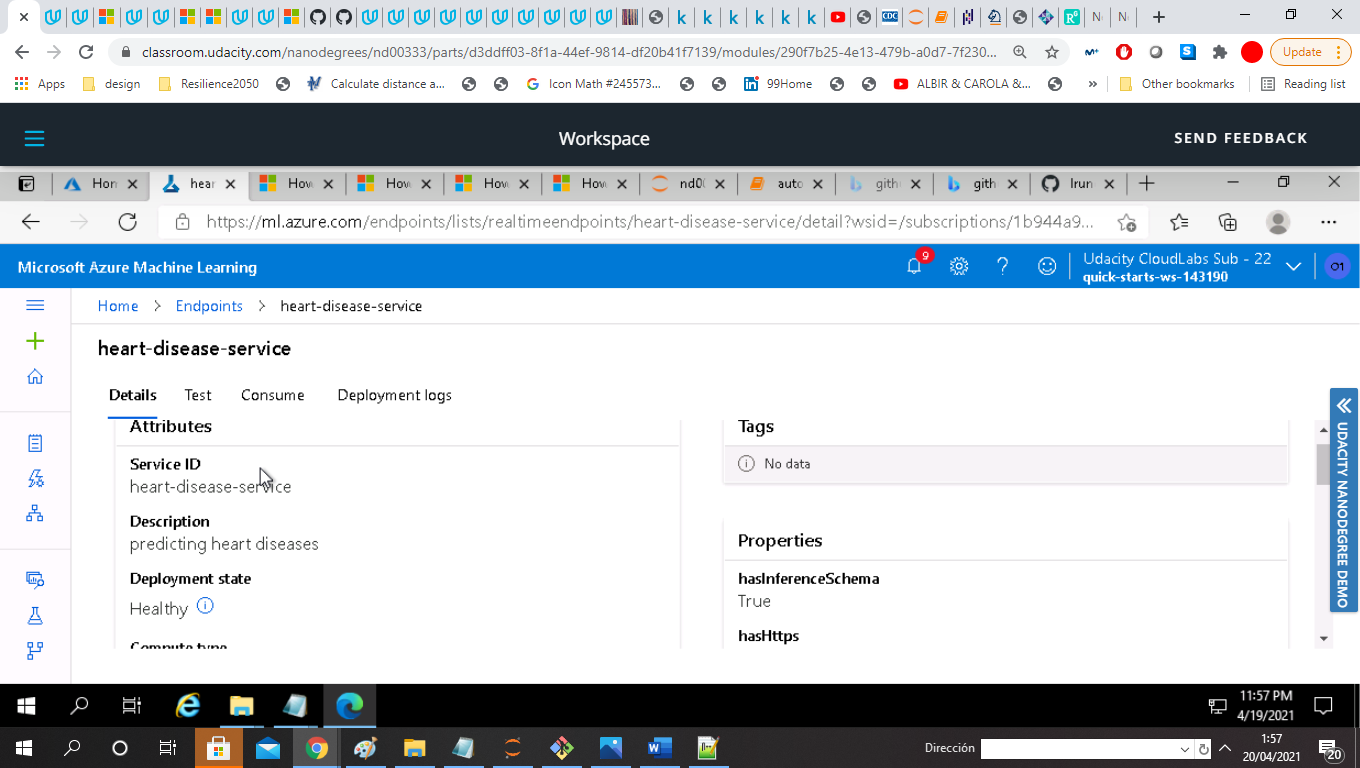 N
N
classroom.udacity.com/nanodegrees/nd00333/parts/d3ddff03-8f1a-44ef-9814-df20b41f7139/modules/290f7b25-4e13-479b-a0d7-7f230...
Update
Apps
design
Resilience2050
Calculate distance a...
Icon Math #245573...
99Home
ALBIR & CAROLA &...
»
Other bookmarks
Reading list
Workspace
SEND FEEDBACK
Hom
hear
How
How
How
How
nd00
auto
gith
gith
lrun
https://ml.azure.com/endpoints/lists/realtimeendpoints/heart-disease-service/detail?wsid=/subscriptions/1b944a9...
Microsoft Azure Machine Learning
9
Udacity CloudLabs Sub - 22
quick-starts-ws-143190
O1
Home > Endpoints > heart-disease-service
heart-disease-service
Details
Test
Consume
Deployment logs
Attributes
Service ID
heart-disease-service
Description
predicting heart diseases
Deployment state
Healthy
Compute type
Tags
No data
Properties
hasInferenceSchema
True
hasHttps
UDACITY NANODEGREE DEMO
11:57 PM
4/19/2021
Dirección
1:57
20/04/2021
20